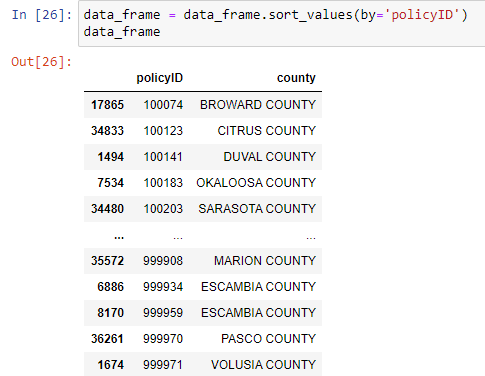 In [26]: data_frame = data_frame.sort_values(by='policyID')
data_frame
Out[26]:
policyID county
17865 100074 BROWARD COUNTY
34833 100123 CITRUS COUNTY
1494 100141 DUVAL COUNTY
7534 100183 OKALOOSA COUNTY
34480 100203 SARASOTA COUNTY
... ... ...
35572 999908 MARION COUNTY
6886 999934 ESCAMBIA COUNTY
8170 999959 ESCAMBIA COUNTY
36261 999970 PASCO COUNTY
1674 999971 VOLUSIA COUNTY